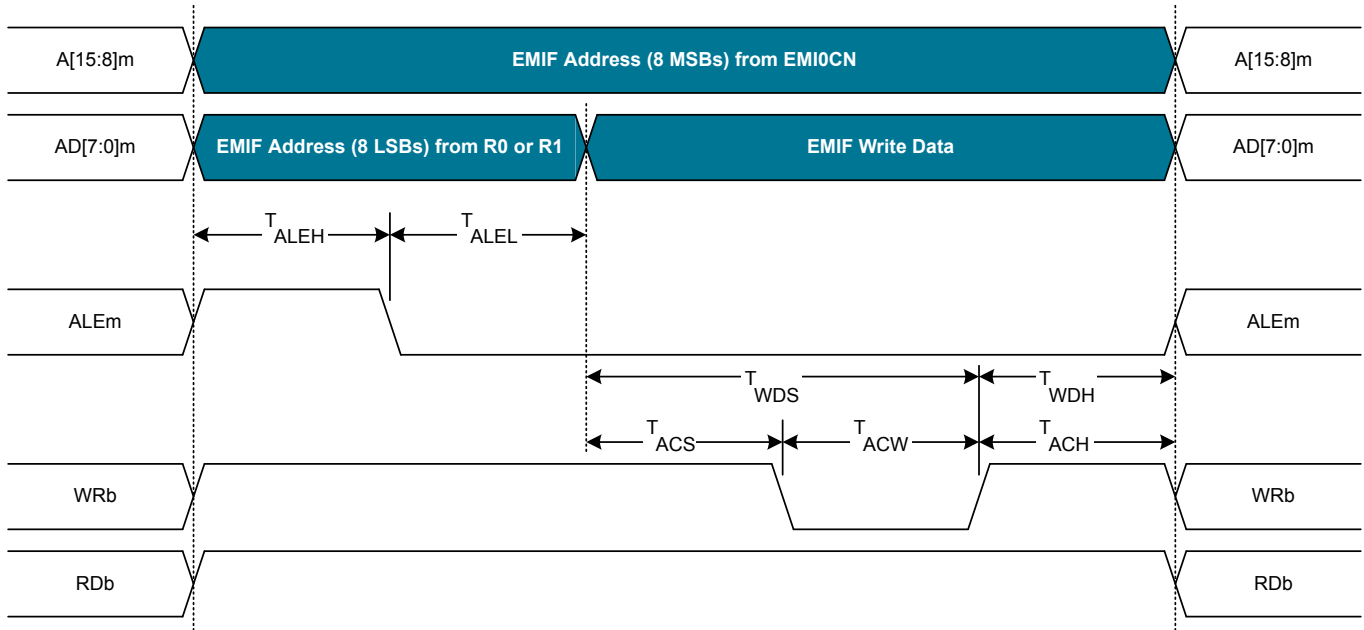 A[15:8]m
EMIF Address (8 MSBs) from EMI0CN
A[15:8]m
AD[7:0]m
EMIF Address (8 LSBs) from R0 or R1
EMIF Write Data
AD[7:0]m
T ALEH
T ALEL
ALEm
ALEm
T WDS
T WDH
T ACS
T ACW
T ACH
WRb
WRb
RDb
RDb